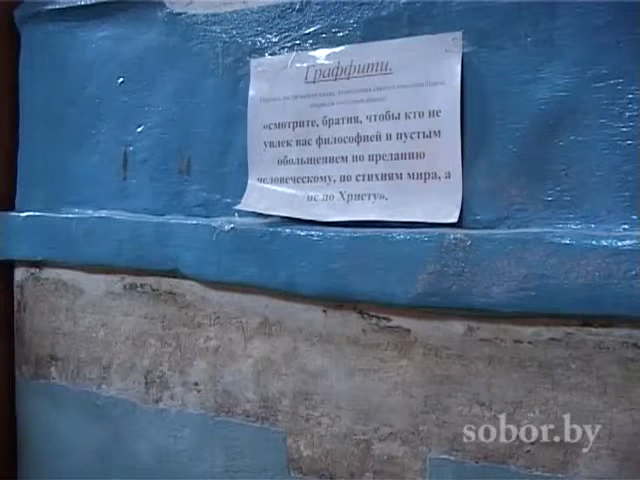 Граффити.
«смотрите, братия, чтобы кто не
увлек вас философией и пустым
обольщением по преданию
человеческому, по стихиям мира, а
не по Христу».
sobor.by